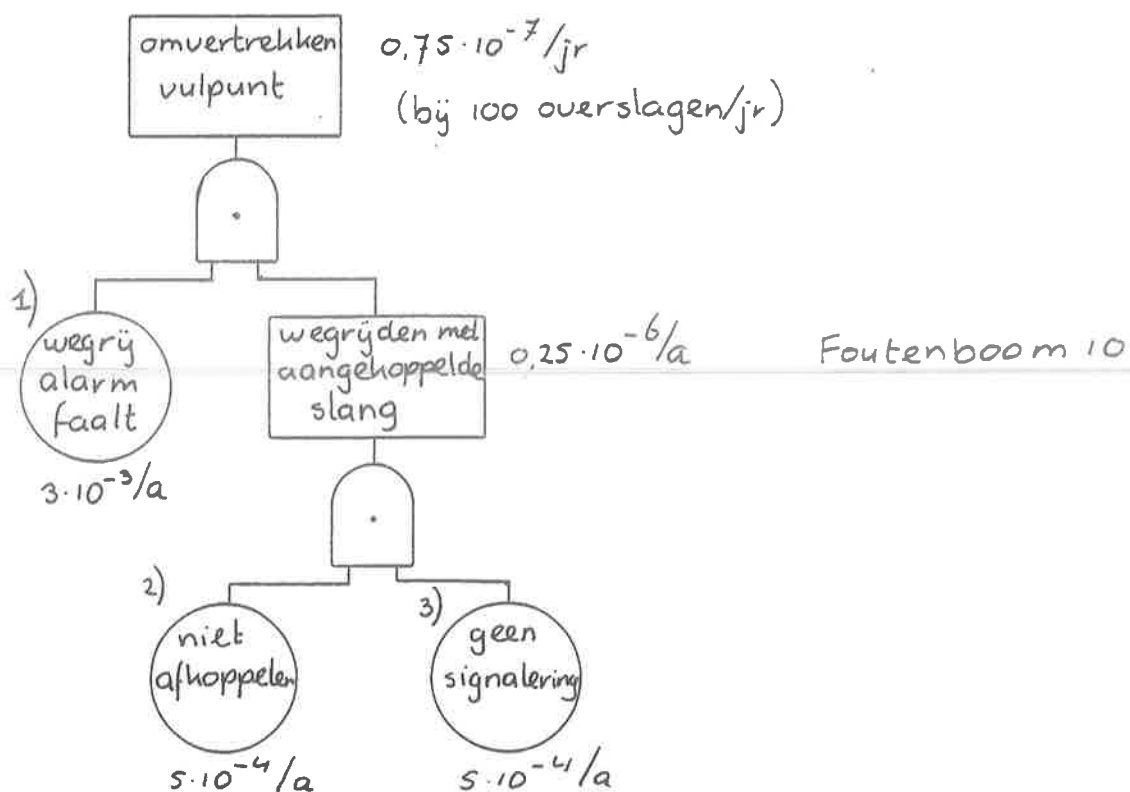 omvertrekken
vulpunt
0,75·10⁻⁷/jr
(bij 100 overslagen/jr)
1)
wegrij
alarm
faalt
3·10⁻³/a
wegrijden met
aangekoppelde
slang
0,25·10⁻⁶/a
Foutenboom 10
2)
niet
afkoppelen
5·10⁻⁴/a
3)
geen
signalering
5·10⁻⁴/a